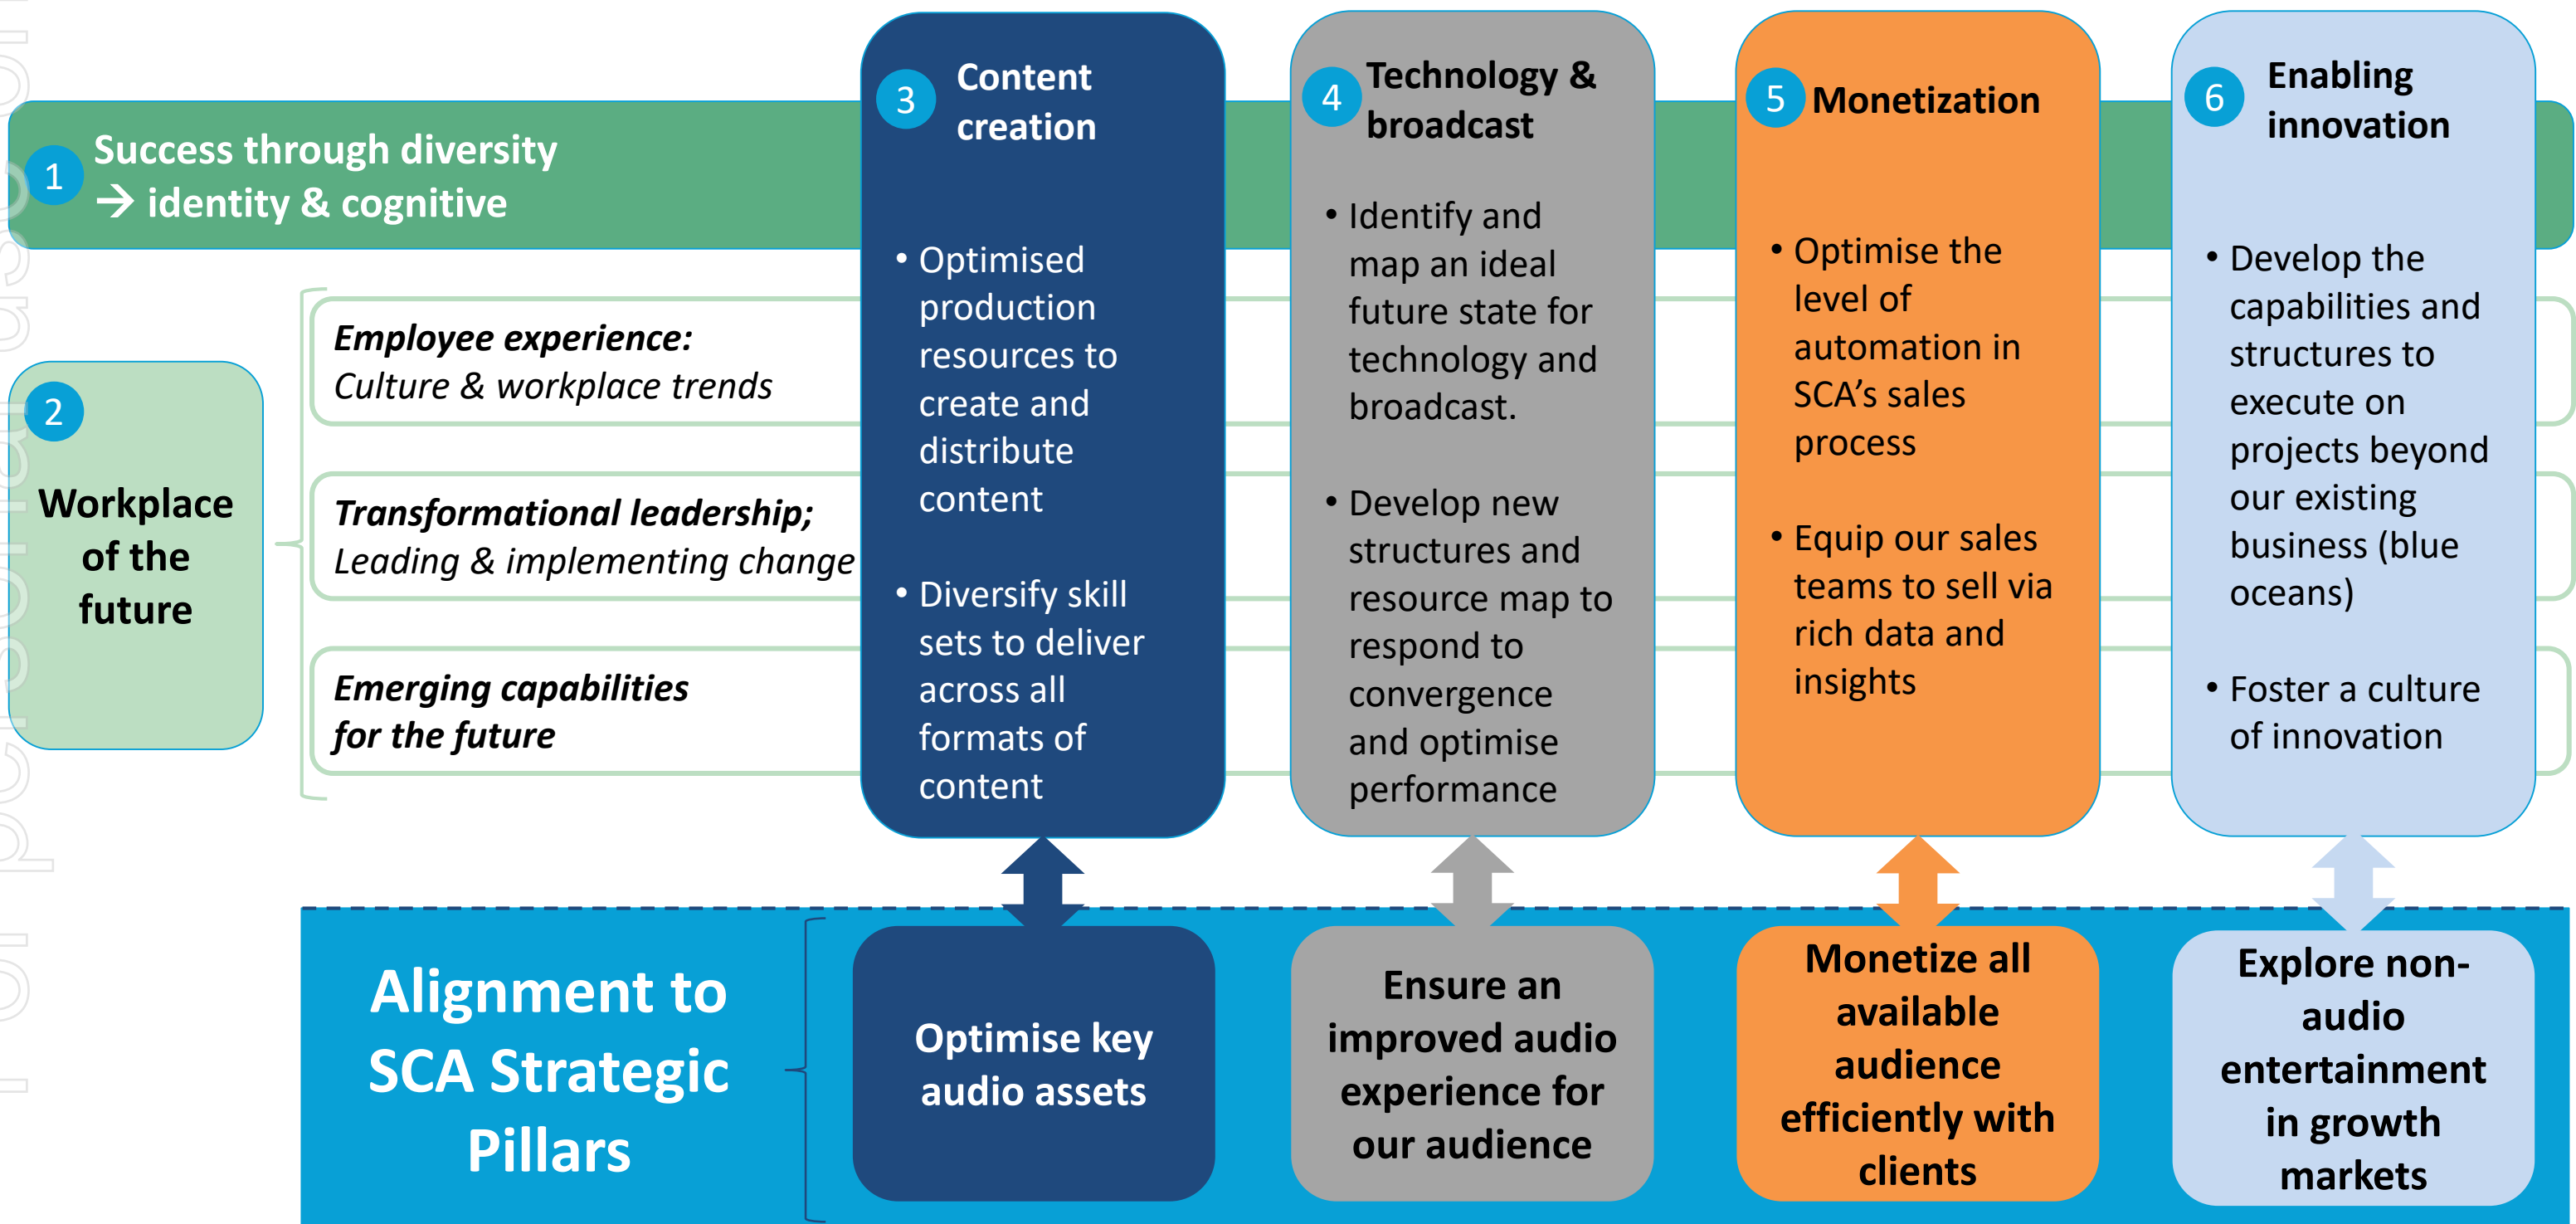 1
Success through diversity
→ identity & cognitive
2
Workplace
of the
future
Employee experience:
Culture & workplace trends
Transformational leadership;
Leading & implementing change
Emerging capabilities
for the future
3
Content
creation
• Optimised
production
resources to
create and
distribute
content
• Diversify skill
sets to deliver
across all
formats of
content
4
Technology &
broadcast
• Identify and
map an ideal
future state for
technology and
broadcast.
• Develop new
structures and
resource map to
respond to
convergence
and optimise
performance
5
Monetization
• Optimise the
level of
automation in
SCA’s sales
process
• Equip our sales
teams to sell via
rich data and
insights
6
Enabling
innovation
• Develop the
capabilities and
structures to
execute on
projects beyond
our existing
business (blue
oceans)
• Foster a culture
of innovation
Alignment to
SCA Strategic
Pillars
Optimise key
audio assets
Ensure an
improved audio
experience for
our audience
Monetize all
available
audience
efficiently with
clients
Explore non-
audio
entertainment
in growth
markets